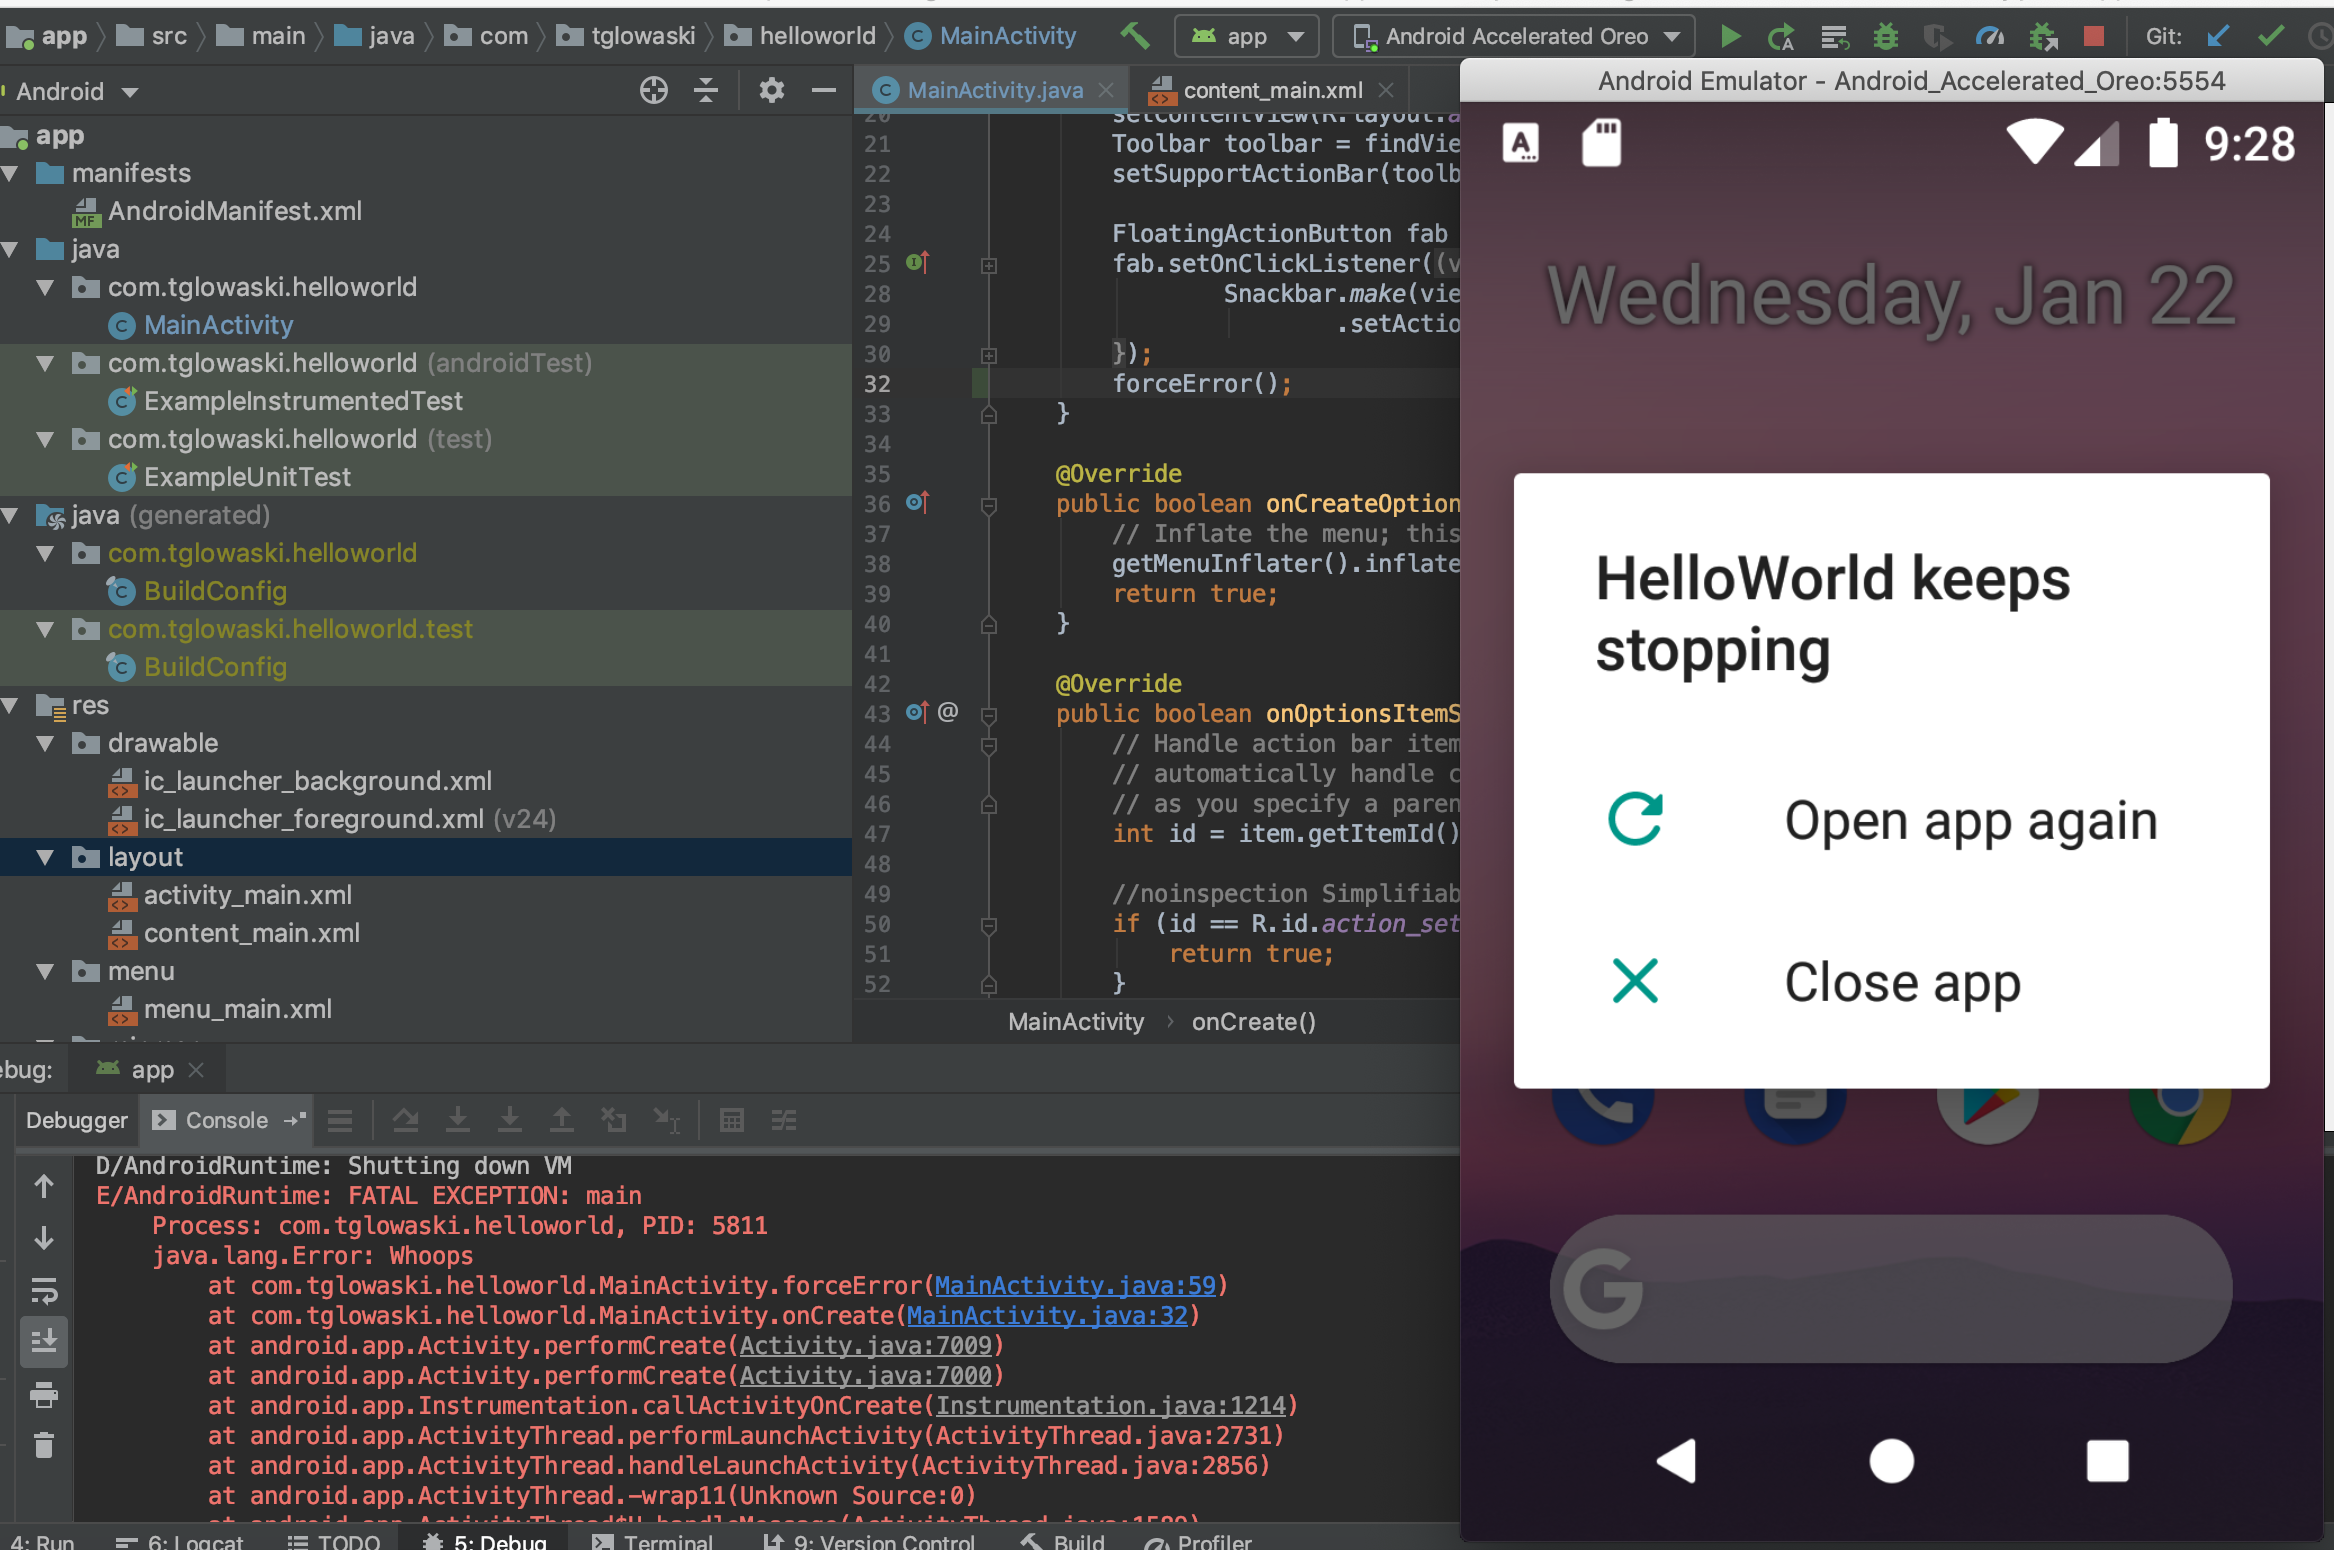 app src main java com tglowaski helloworld MainActivity app Android Accelerated Oreo Git:
Android
MainActivity.java content_main.xml
app
manifests
AndroidManifest.xml
java
com.tglowaski.helloworld
MainActivity
com.tglowaski.helloworld (androidTest)
ExampleInstrumentedTest
com.tglowaski.helloworld (test)
ExampleUnitTest
java (generated)
com.tglowaski.helloworld
BuildConfig
com.tglowaski.helloworld.test
BuildConfig
res
drawable
ic_launcher_background.xml
ic_launcher_foreground.xml (v24)
layout
activity_main.xml
content_main.xml
menu
menu_main.xml
20 setContentView(R.layout.a
21 Toolbar toolbar = findVie
22 setSupportActionBar(toolb
23
24 FloatingActionButton fab
25 fab.setOnClickListener((v
28 Snackbar.make(vie
29 .setActio
30 });
32 forceError();
33 }
34
35 @Override
36 public boolean onCreateOption
37 // Inflate the menu; this
38 getMenuInflater().inflate
39 return true;
40 }
41
42 @Override
43 @ public boolean onOptionsItemS
44 // Handle action bar item
45 // automatically handle c
46 // as you specify a paren
47 int id = item.getItemId()
48
49 //noinspection Simplifiab
50 if (id == R.id.action_set
51 return true;
52 }
MainActivity › onCreate()
ebug: app
Debugger Console
D/AndroidRuntime: Shutting down VM
E/AndroidRuntime: FATAL EXCEPTION: main
Process: com.tglowaski.helloworld, PID: 5811
java.lang.Error: Whoops
at com.tglowaski.helloworld.MainActivity.forceError(MainActivity.java:59)
at com.tglowaski.helloworld.MainActivity.onCreate(MainActivity.java:32)
at android.app.Activity.performCreate(Activity.java:7009)
at android.app.Activity.performCreate(Activity.java:7000)
at android.app.Instrumentation.callActivityOnCreate(Instrumentation.java:1214)
at android.app.ActivityThread.performLaunchActivity(ActivityThread.java:2731)
at android.app.ActivityThread.handleLaunchActivity(ActivityThread.java:2856)
at android.app.ActivityThread.-wrap11(Unknown Source:0)
at android.app.ActivityThread$H.handleMessage(ActivityThread.java:1589)
4: Run 6: Logcat TODO 5: Debug Terminal 9: Version Control Build Profiler
Android Emulator - Android_Accelerated_Oreo:5554
9:28
Wednesday, Jan 22
HelloWorld keeps
stopping
Open app again
Close app